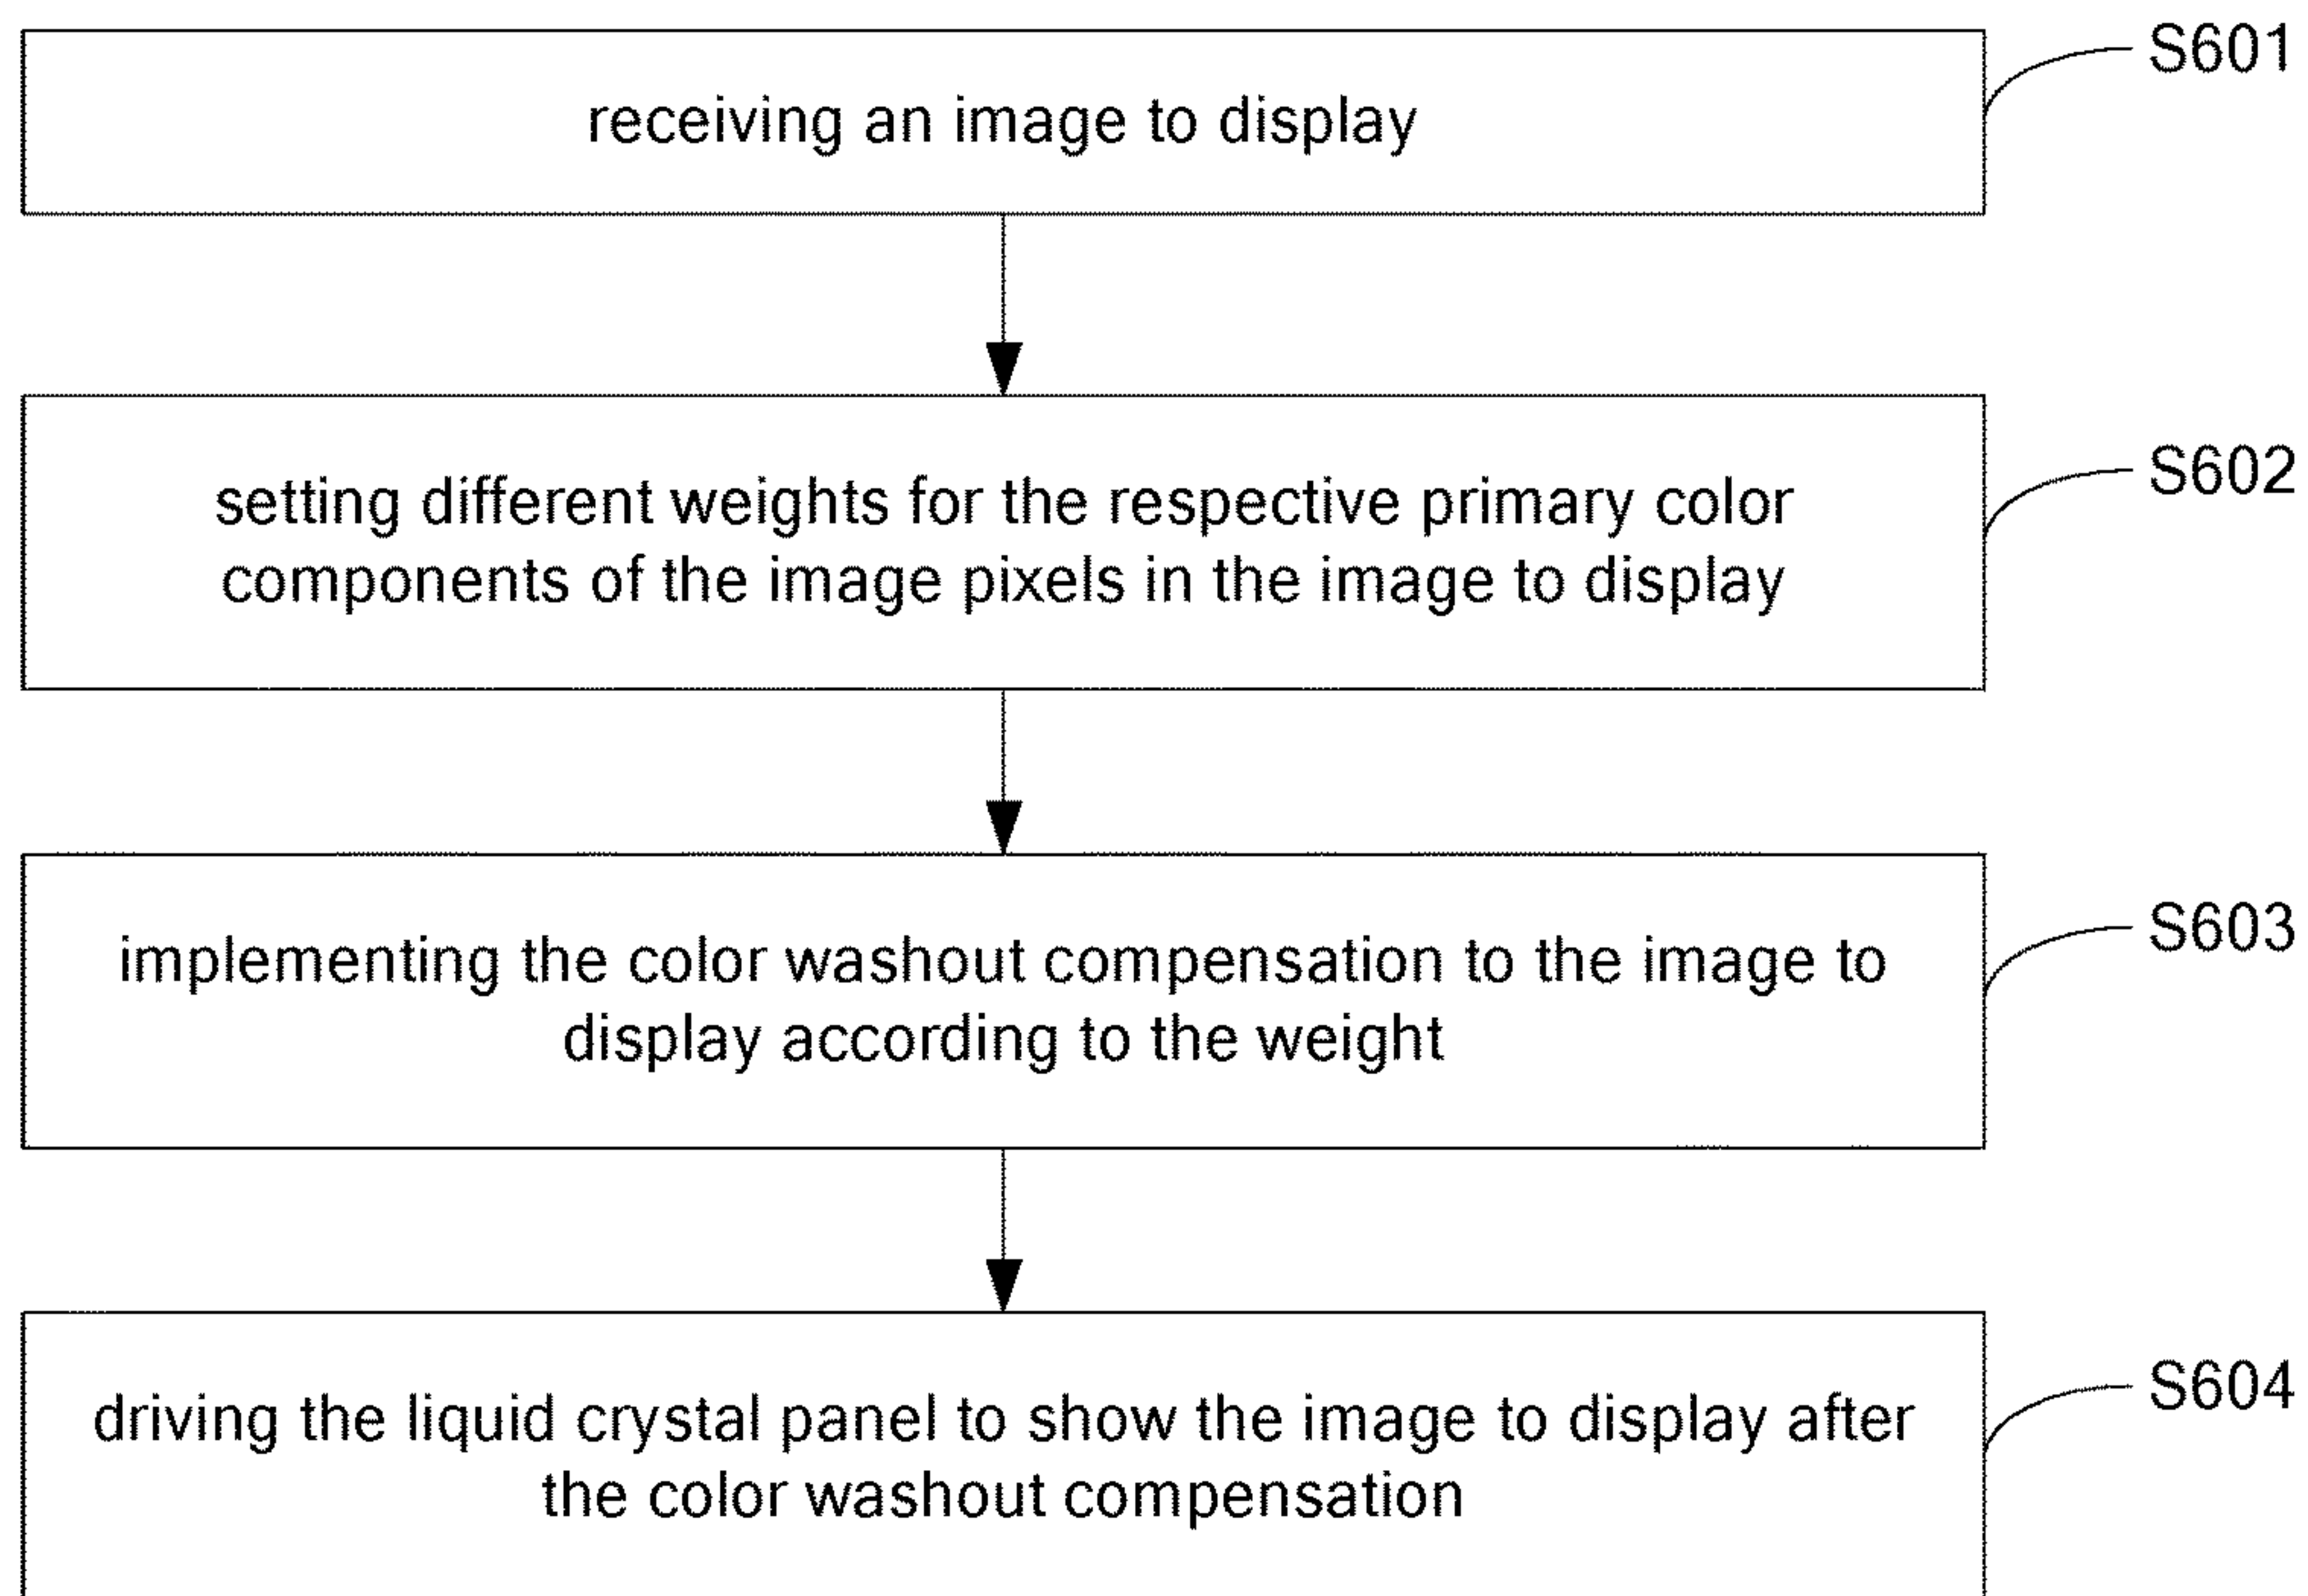 S601
receiving an image to display
S602
setting different weights for the respective primary color
components of the image pixels in the image to display
S603
implementing the color washout compensation to the image to
display according to the weight
S604
driving the liquid crystal panel to show the image to display after
the color washout compensation